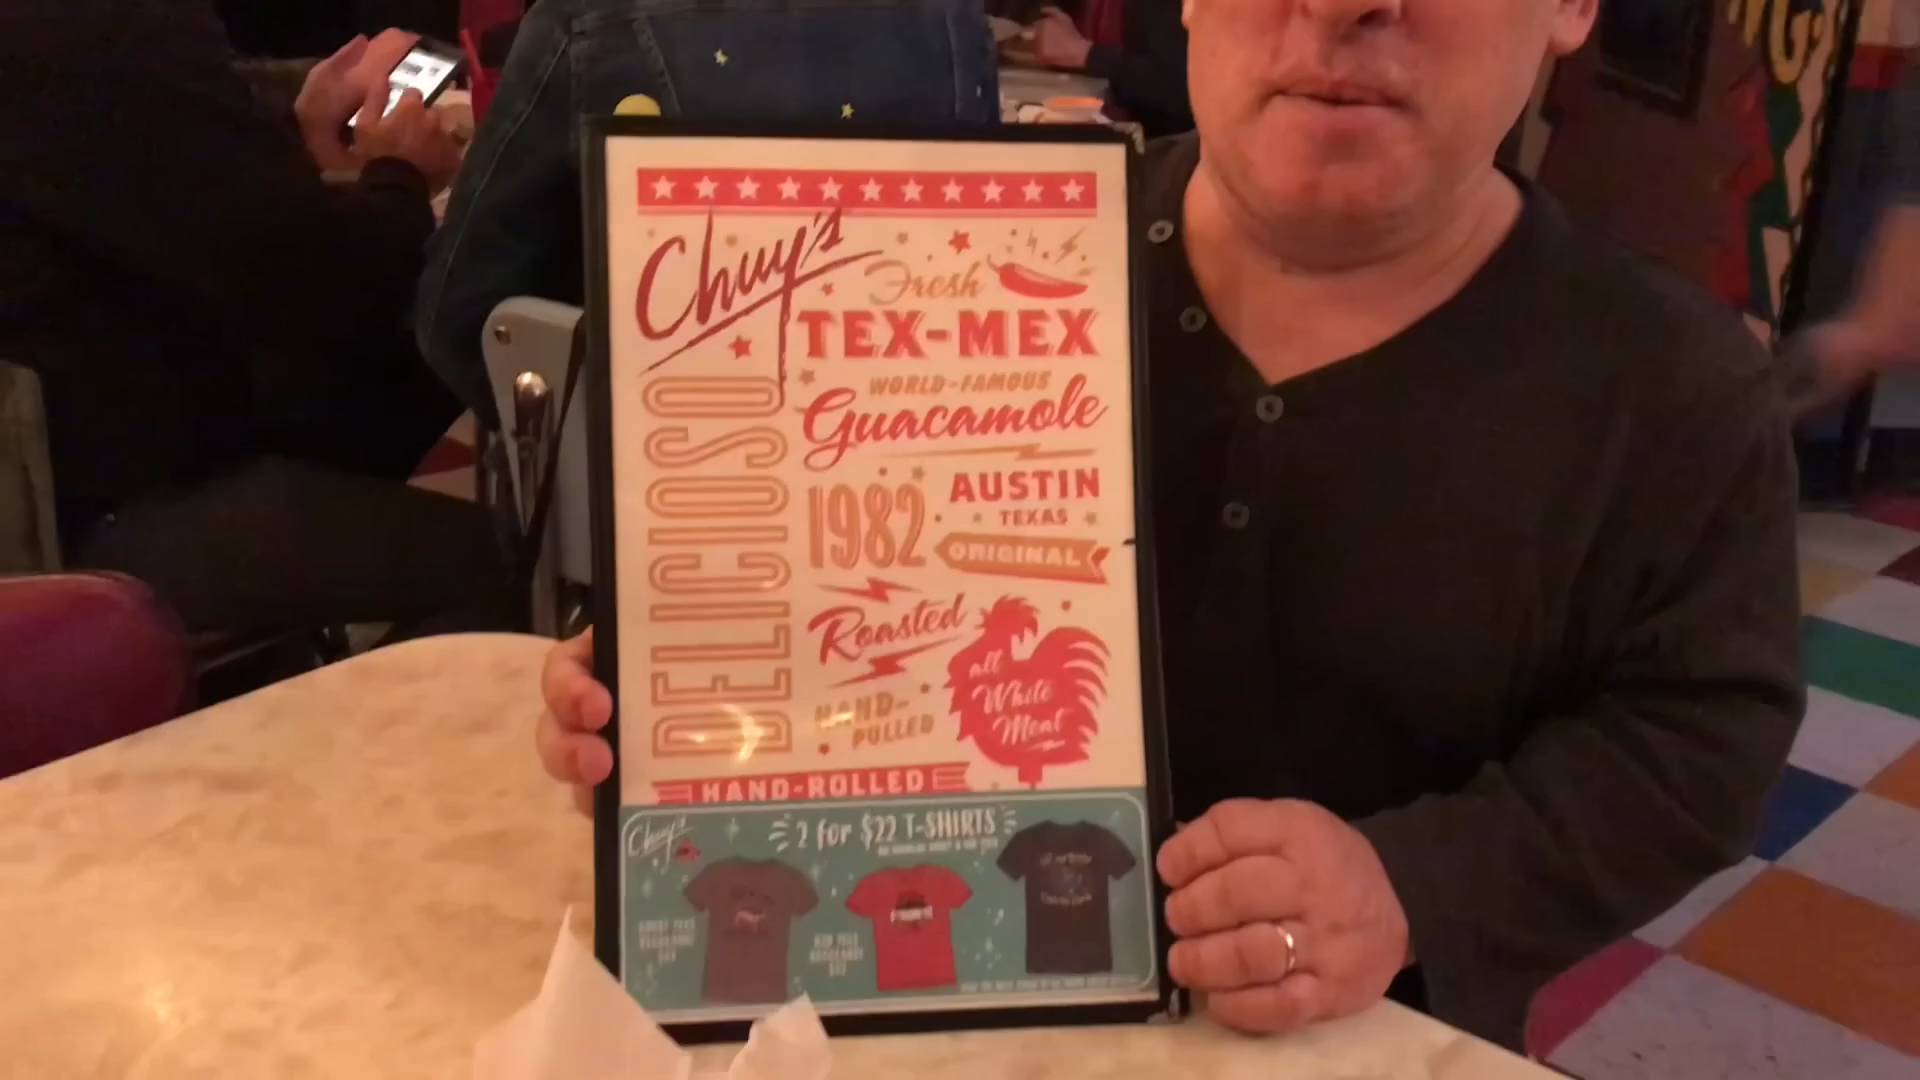 Chuy's
Fresh
TEX-MEX
WORLD-FAMOUS
Guacamole
DELICIOSO
1982
AUSTIN
TEXAS
ORIGINAL
Roasted
all
White
Meat
HAND-
PULLED
HAND-ROLLED
Chuy's
2 for $22 T-SHIRTS